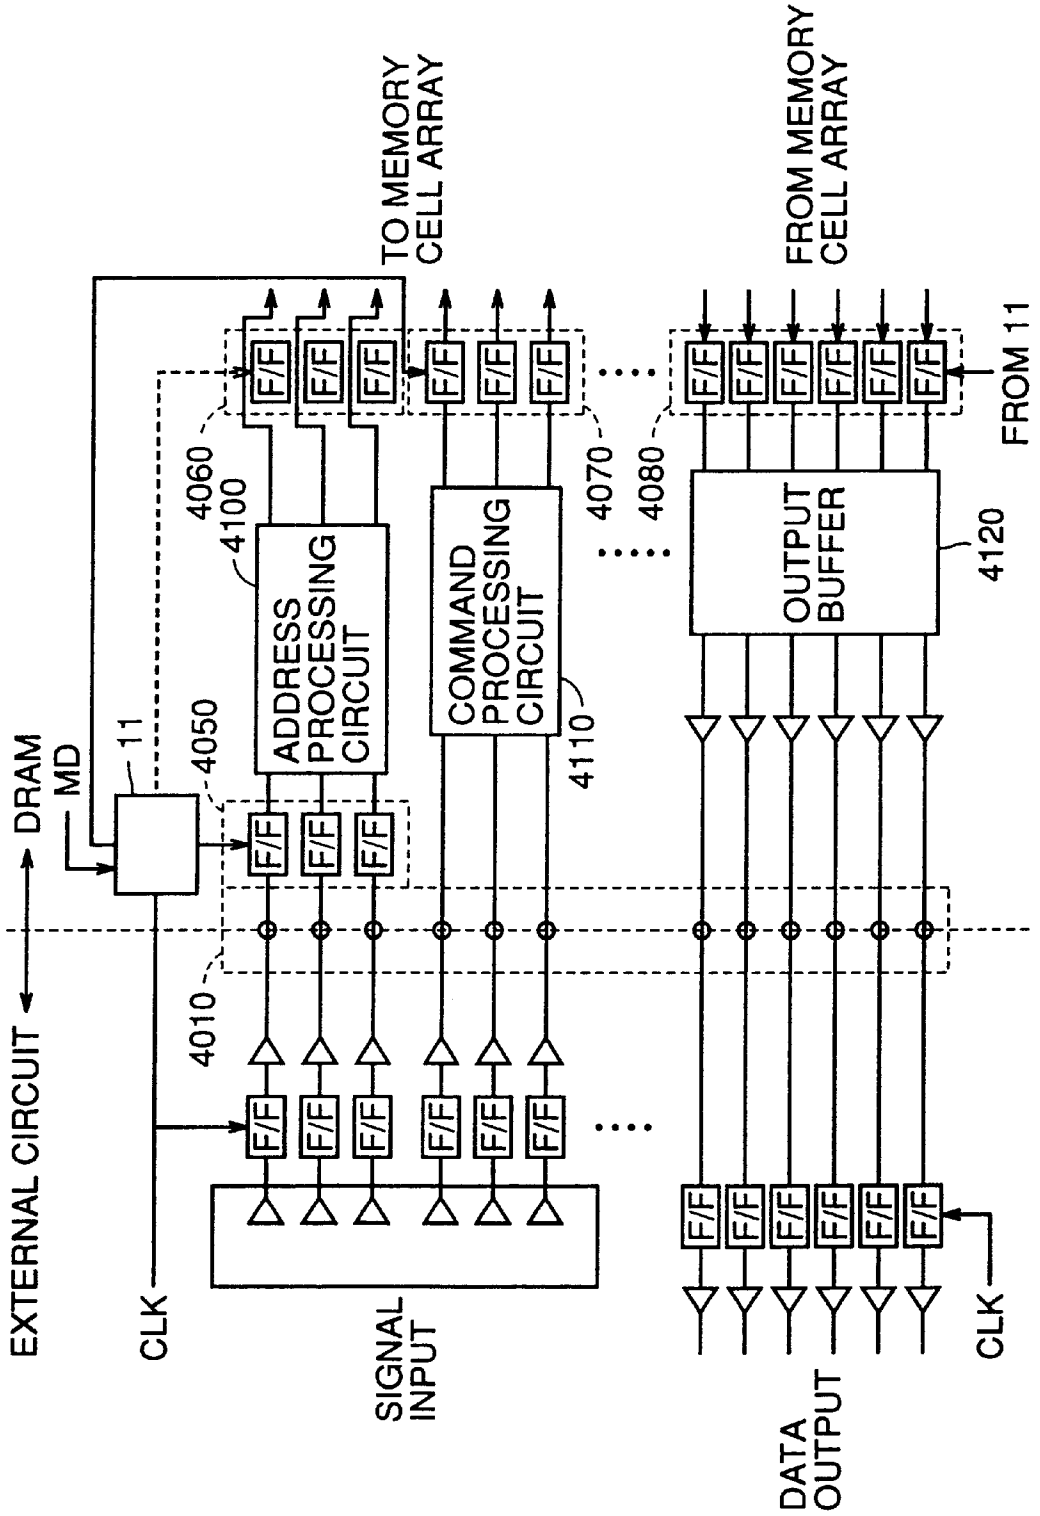 EXTERNAL CIRCUIT
DRAM
MD
CLK
11
4010
4050
4060
4100
SIGNAL
INPUT
F/F
F/F
F/F
F/F
F/F
F/F
F/F
F/F
F/F
ADDRESS
PROCESSING
CIRCUIT
F/F
F/F
F/F
TO MEMORY
CELL ARRAY
COMMAND
PROCESSING
CIRCUIT
4110
F/F
F/F
F/F
4070
4080
DATA
OUTPUT
F/F
F/F
F/F
F/F
F/F
F/F
CLK
OUTPUT
BUFFER
4120
F/F
F/F
F/F
F/F
F/F
F/F
FROM MEMORY
CELL ARRAY
FROM 11